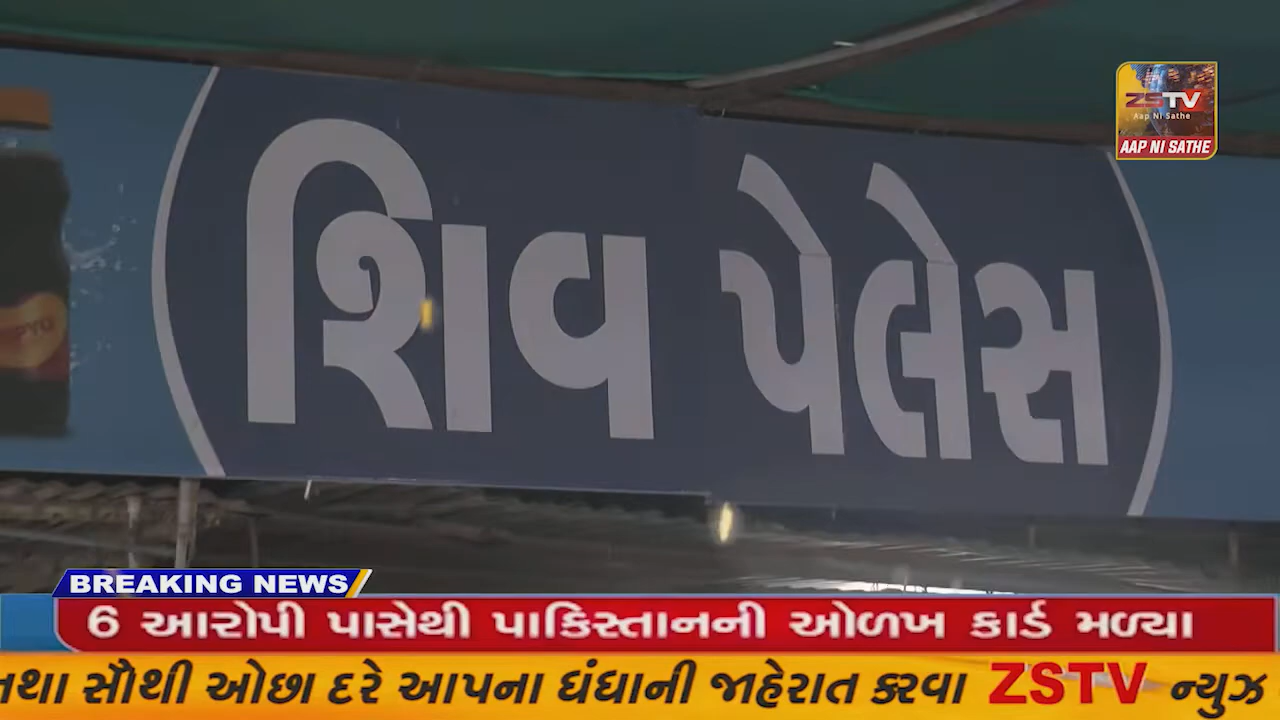 ZSTV
Aap Ni Sathe
AAP NI SATHE
શિવ પેલેસ
BREAKING NEWS
6 આરોપી પાસેથી પાકિસ્તાનની ઓળખ કાર્ડ મળ્યા
સૌથી ઓછા દરે આપના ધંધાની જાહેરાત કરવા ZSTV ન્યુઝ